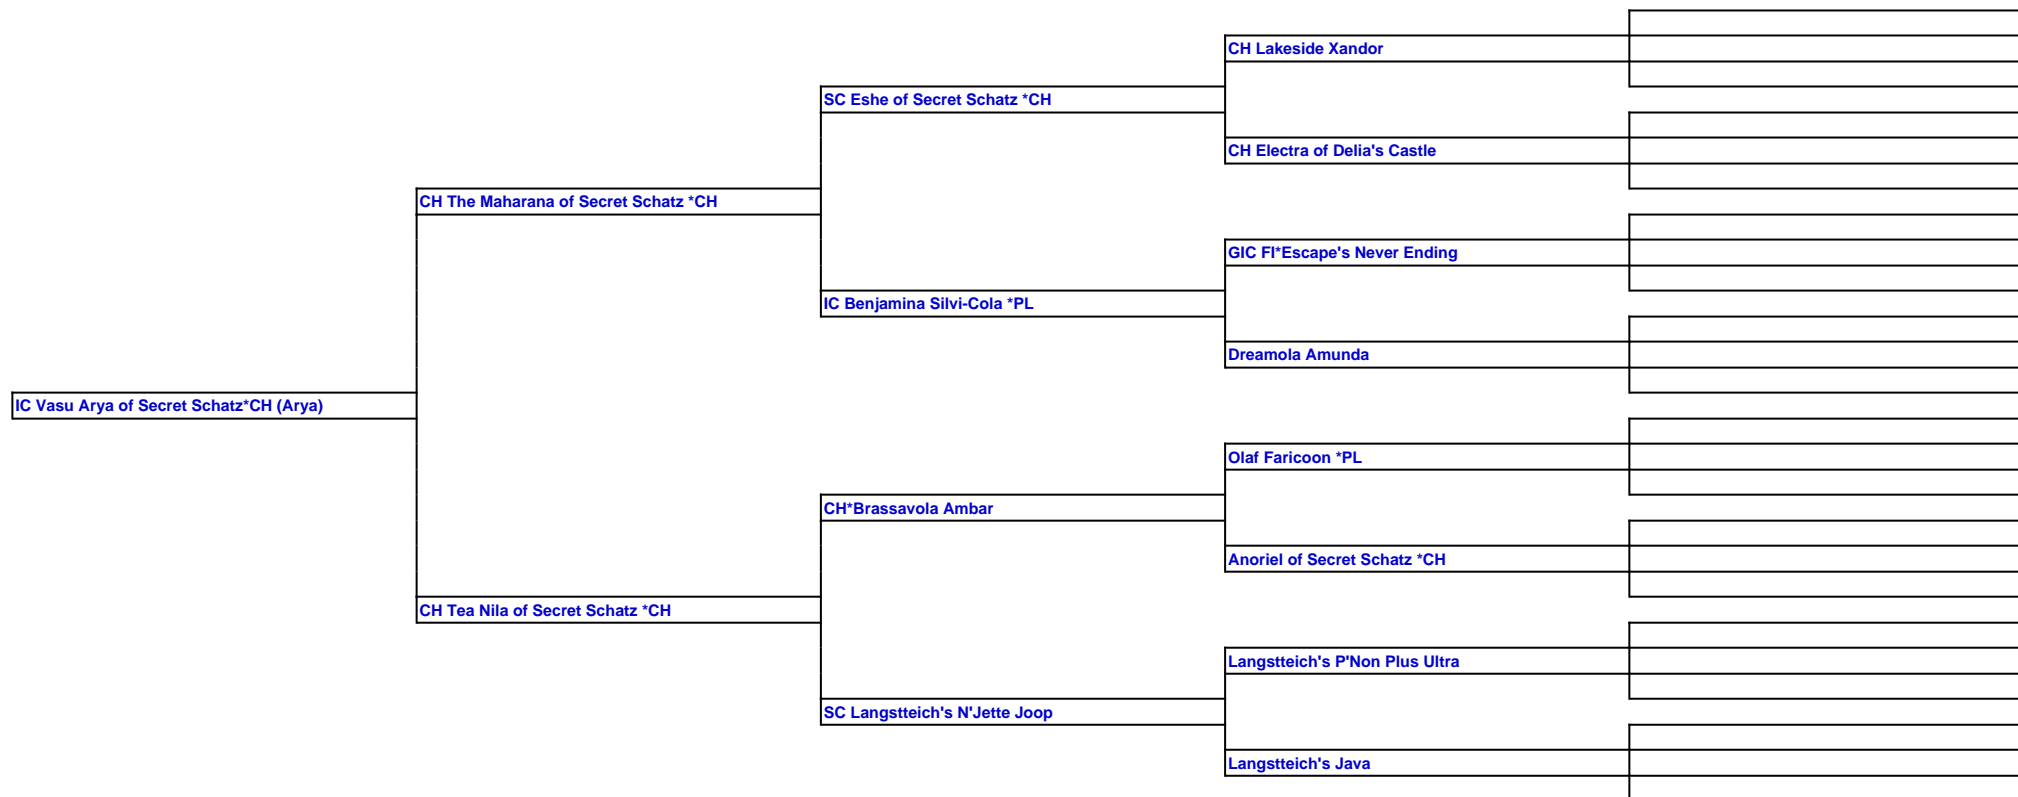 CH Lakeside Xandor
SC Eshe of Secret Schatz *CH
CH Electra of Delia's Castle
CH The Maharana of Secret Schatz *CH
GIC FI*Escape's Never Ending
IC Benjamina Silvi-Cola *PL
Dreamola Amunda
IC Vasu Arya of Secret Schatz*CH (Arya)
Olaf Faricoon *PL
CH*Brassavola Ambar
Anoriel of Secret Schatz *CH
CH Tea Nila of Secret Schatz *CH
Langstteich's P'Non Plus Ultra
SC Langstteich's N'Jette Joop
Langstteich's Java